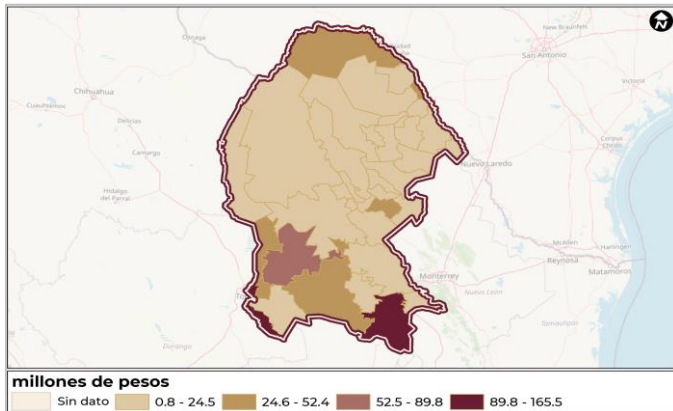 Ojinaga
N
New Braunfels
San Antonio
Victoria
Chihuahua
Cuauhtémoc
Delicias
Camargo
Corpus
Christi
Nuevo Laredo
Hidalgo
del Parral
McAllen
Harlingen
Reynosa
Matamoros
Monterrey
Nuevo León
Tamaulipas
Durango
millones de pesos
Sin dato
0.8 - 24.5
24.6 - 52.4
52.5 - 89.8
89.8 - 165.5